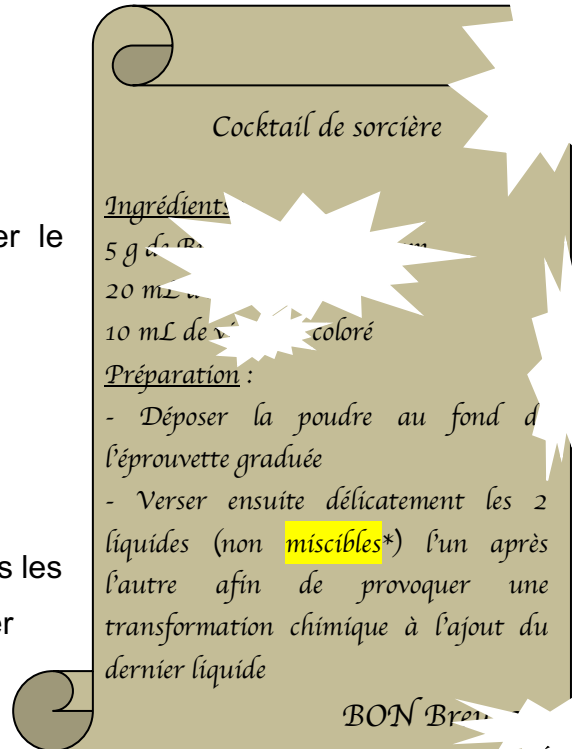 Cocktail de sorcière
Ingrédients
er le
5 g de
20 mL
10 mL de coloré
Préparation :
- Déposer la poudre au fond d
l'éprouvette graduée
- Verser ensuite délicatement les 2
liquides (non miscibles*) l'un après
s les
l'autre afin de provoquer une
er
transformation chimique à l'ajout du
dernier liquide
BON